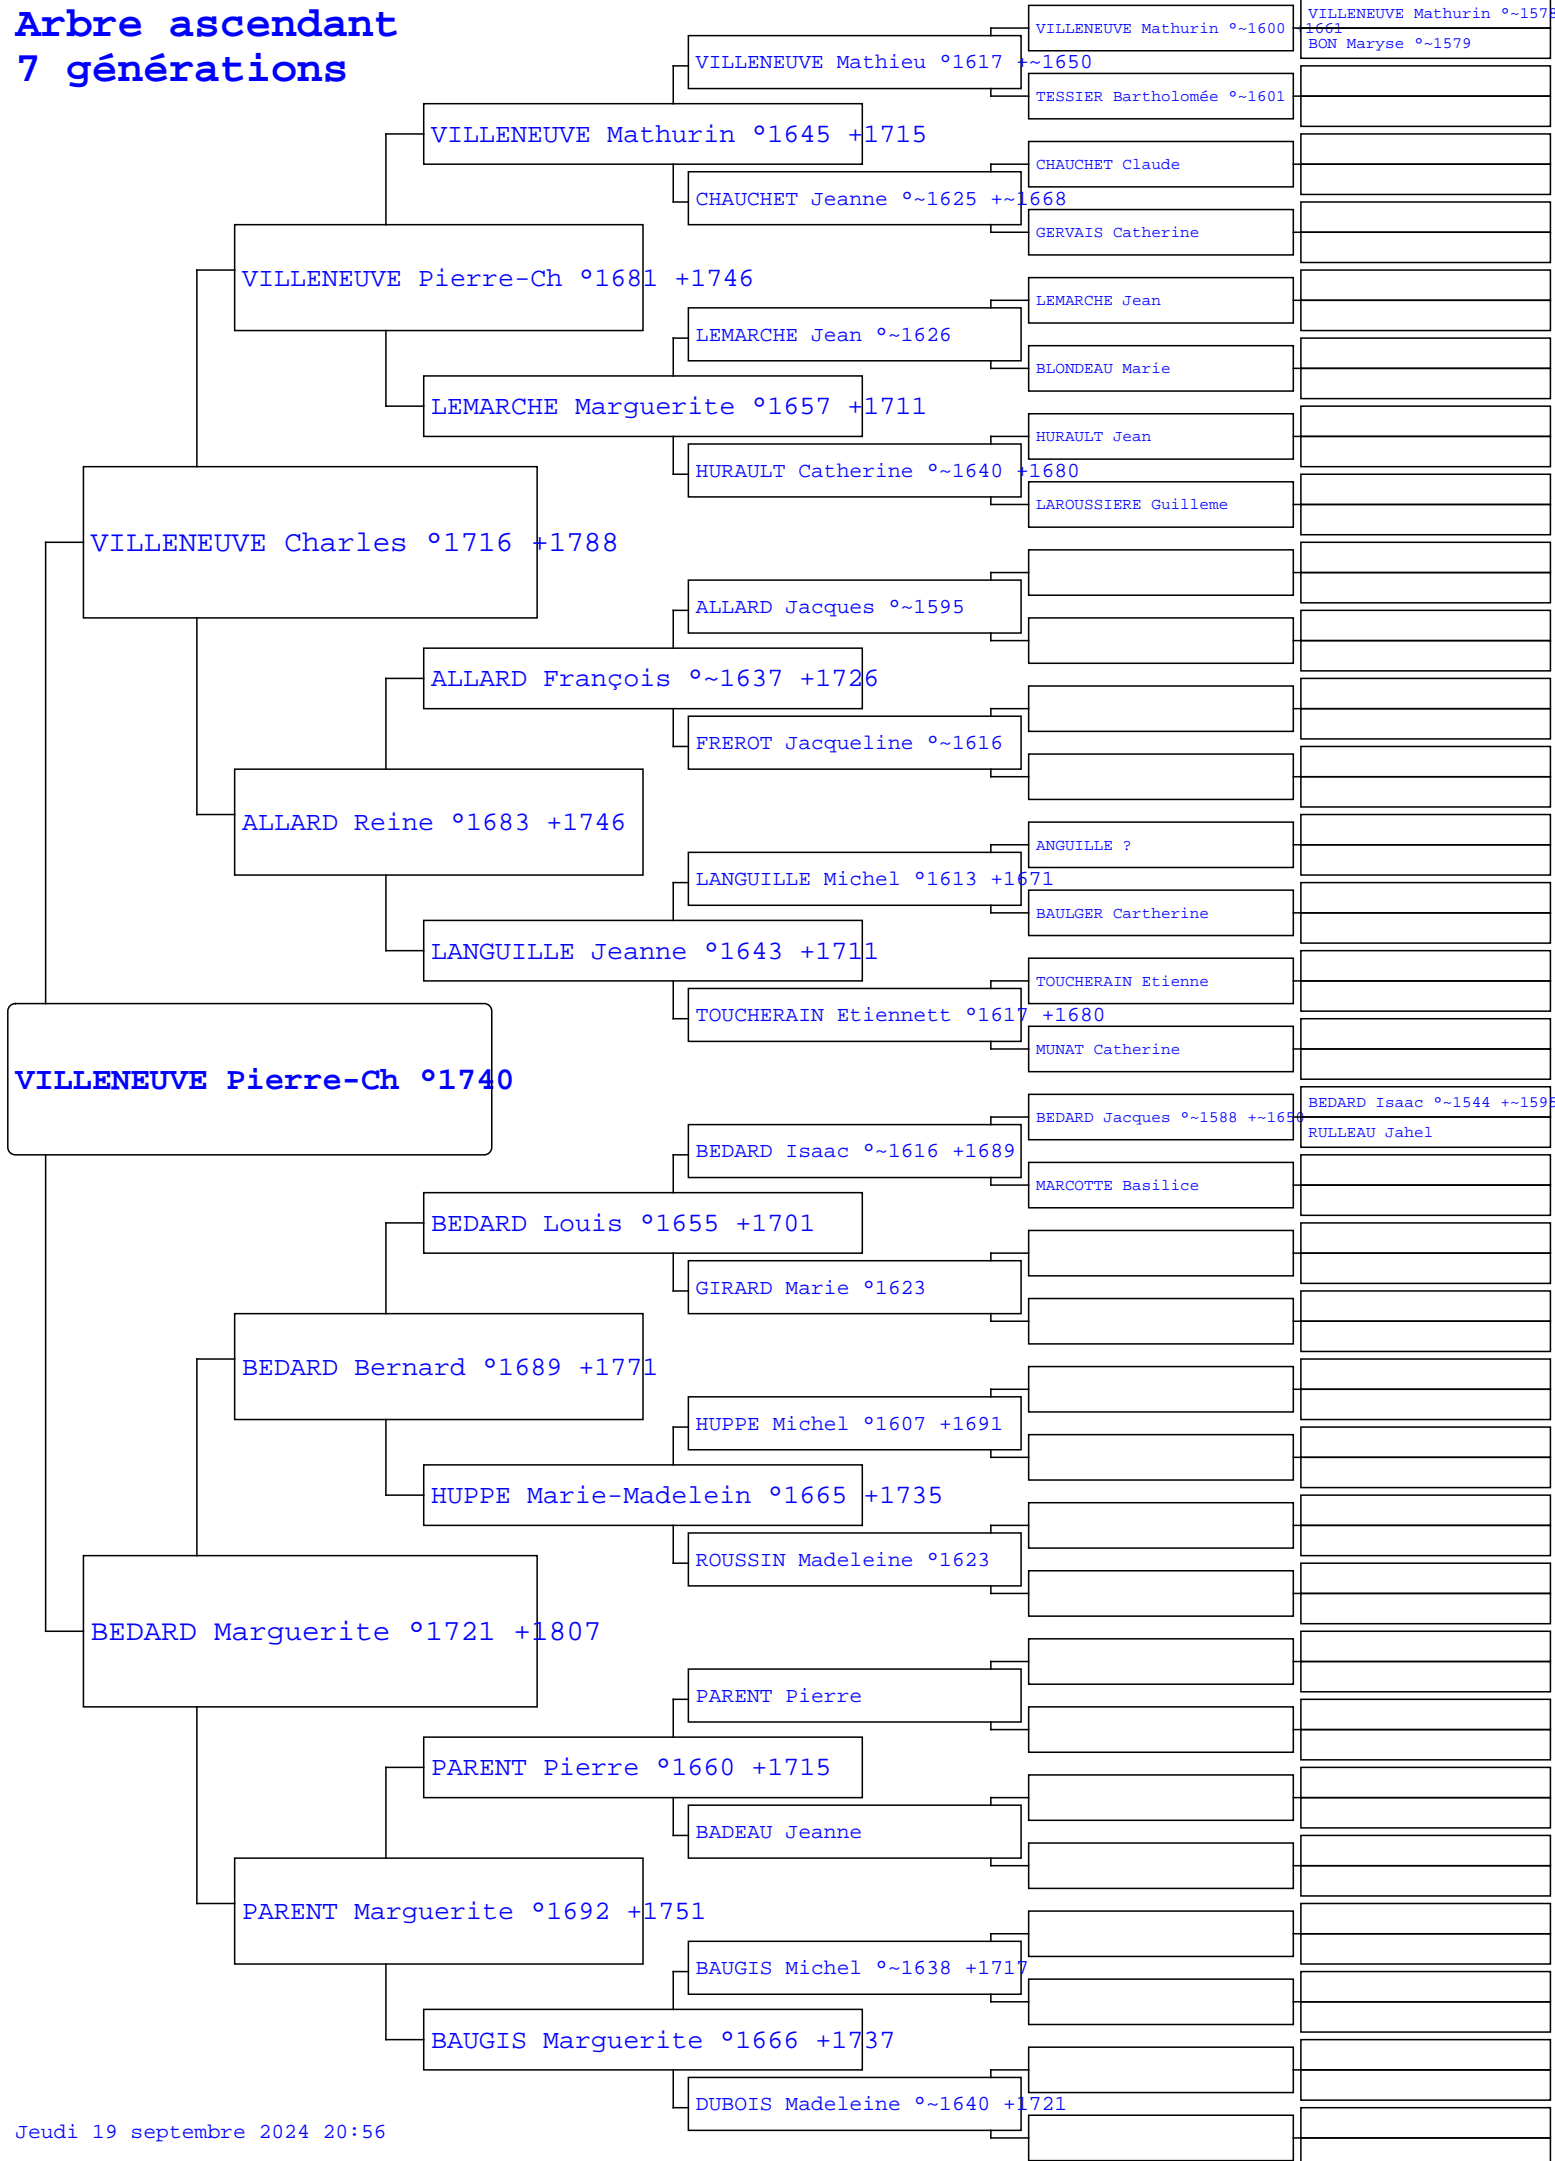 Arbre ascendant
7 générations
VILLENEUVE Mathurin °~1578
VILLENEUVE Mathurin °~1600 +1661
BON Maryse °~1579
VILLENEUVE Mathieu °1617 +~1650
TESSIER Bartholomée °~1601
VILLENEUVE Mathurin °1645 +1715
CHAUCHET Claude
CHAUCHET Jeanne °~1625 +~1668
GERVAIS Catherine
VILLENEUVE Pierre-Ch °1681 +1746
LEMARCHE Jean
LEMARCHE Jean °~1626
BLONDEAU Marie
LEMARCHE Marguerite °1657 +1711
HURAULT Jean
HURAULT Catherine °~1640 +1680
LAROUSSIERE Guilleme
VILLENEUVE Charles °1716 +1788
ALLARD Jacques °~1595
ALLARD François °~1637 +1726
FREROT Jacqueline °~1616
ALLARD Reine °1683 +1746
ANGUILLE ?
LANGUILLE Michel °1613 +1671
BAULGER Cartherine
LANGUILLE Jeanne °1643 +1711
TOUCHERAIN Etienne
TOUCHERAIN Etiennett °1617 +1680
MUNAT Catherine
VILLENEUVE Pierre-Ch °1740
BEDARD Isaac °~1544 +~1598
BEDARD Jacques °~1588 +~1650
RULLEAU Jahel
BEDARD Isaac °~1616 +1689
MARCOTTE Basilice
BEDARD Louis °1655 +1701
GIRARD Marie °1623
BEDARD Bernard °1689 +1771
HUPPE Michel °1607 +1691
HUPPE Marie-Madelein °1665 +1735
ROUSSIN Madeleine °1623
BEDARD Marguerite °1721 +1807
PARENT Pierre
PARENT Pierre °1660 +1715
BADEAU Jeanne
PARENT Marguerite °1692 +1751
BAUGIS Michel °~1638 +1717
BAUGIS Marguerite °1666 +1737
DUBOIS Madeleine °~1640 +1721
Jeudi 19 septembre 2024 20:56